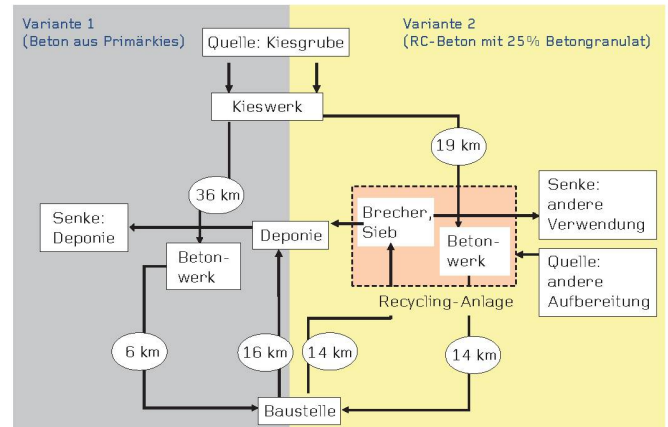 Variante 1
(Beton aus Primärkies)
Variante 2
(RC-Beton mit 25% Betongranulat)
Quelle: Kiesgrube
Kieswerk
19 km
36 km
Senke:
Deponie
Deponie
Brecher,
Sieb
Senke:
andere
Verwendung
Beton-
werk
Beton-
werk
Quelle:
andere
Aufbereitung
Recycling-Anlage
6 km
16 km
14 km
14 km
Baustelle